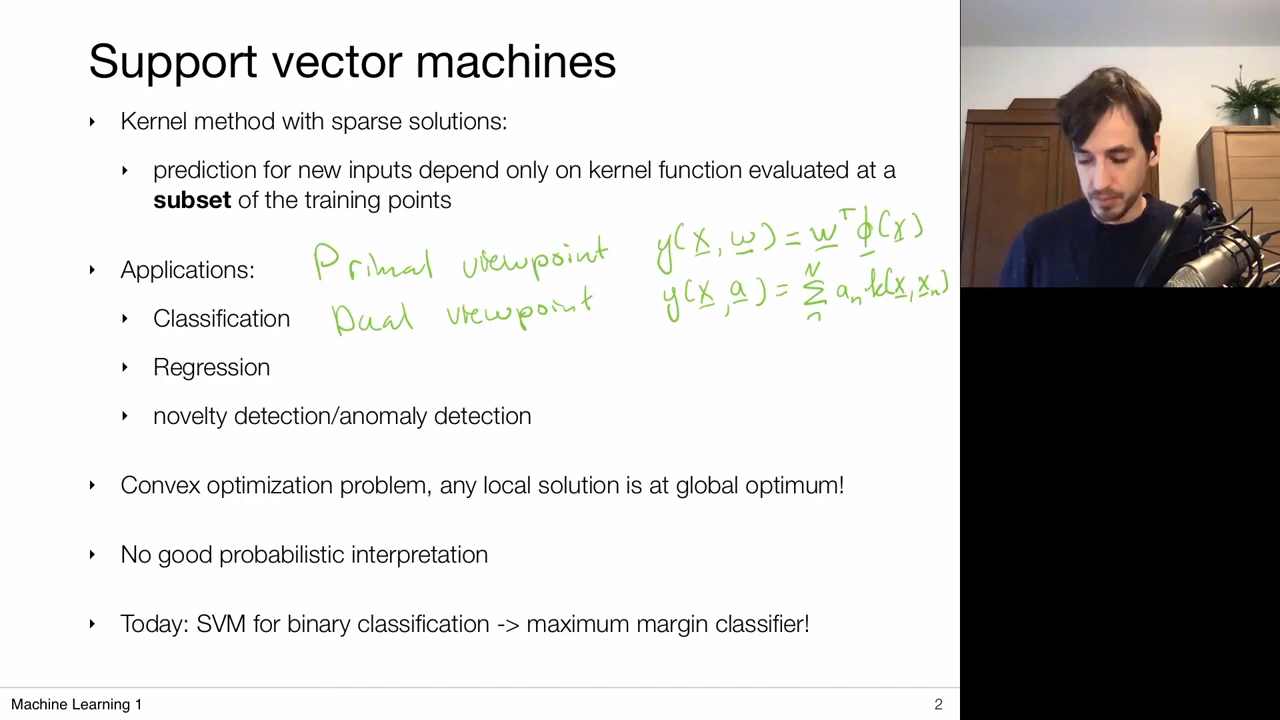 Support vector machines
‣ Kernel method with sparse solutions:
‣ prediction for new inputs depend only on kernel function evaluated at a
subset of the training points
Primal viewpoint y(x, w) = wᵀ ϕ(x)
‣ Applications:
Dual viewpoint y(x, a) = Σₙᴺ aₙ k(x, xₙ)
‣ Classification
‣ Regression
‣ novelty detection/anomaly detection
‣ Convex optimization problem, any local solution is at global optimum!
‣ No good probabilistic interpretation
‣ Today: SVM for binary classification -> maximum margin classifier!
Machine Learning 1 2